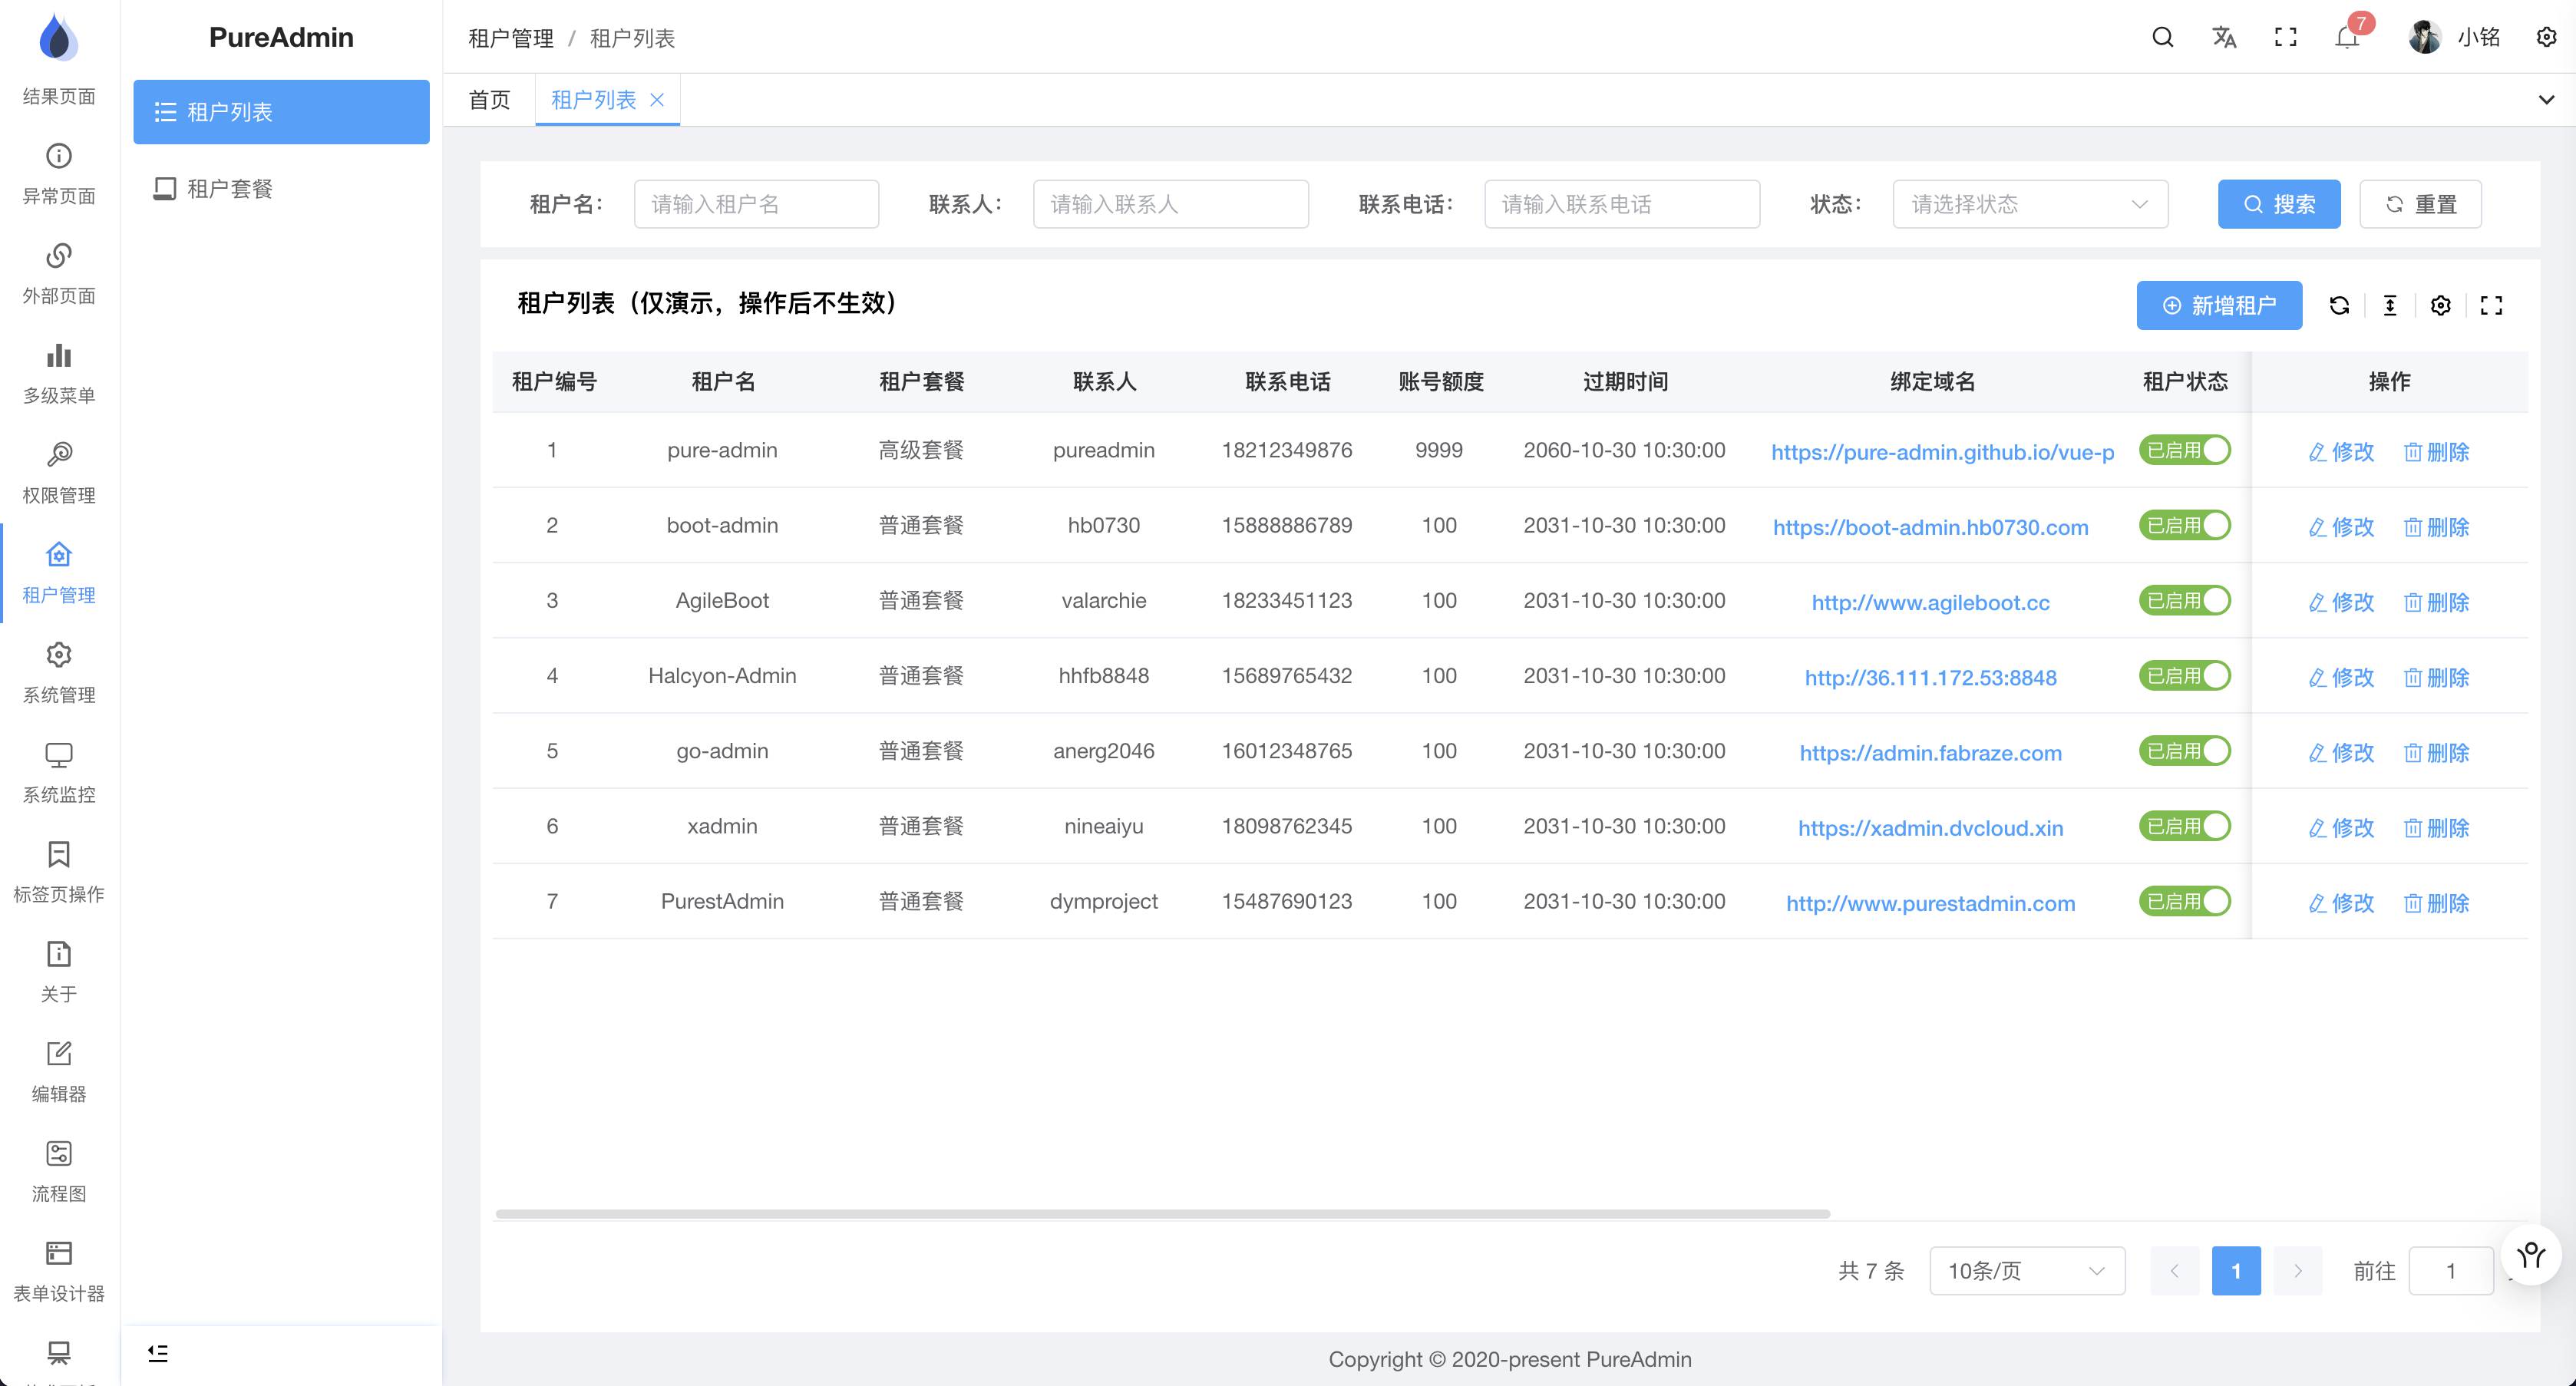 PureAdmin
结果页面
异常页面
外部页面
多级菜单
权限管理
租户管理
系统管理
系统监控
标签页操作
关于
编辑器
流程图
表单设计器
租户列表
租户套餐
租户管理 / 租户列表
7
小铭
首页 租户列表
租户名： 请输入租户名 联系人： 请输入联系人 联系电话： 请输入联系电话 状态： 请选择状态 搜索 重置
租户列表（仅演示，操作后不生效） 新增租户
租户编号 租户名 租户套餐 联系人 联系电话 账号额度 过期时间 绑定域名 租户状态 操作
1 pure-admin 高级套餐 pureadmin 18212349876 9999 2060-10-30 10:30:00 https://pure-admin.github.io/vue-p 已启用 修改 删除
2 boot-admin 普通套餐 hb0730 15888886789 100 2031-10-30 10:30:00 https://boot-admin.hb0730.com 已启用 修改 删除
3 AgileBoot 普通套餐 valarchie 18233451123 100 2031-10-30 10:30:00 http://www.agileboot.cc 已启用 修改 删除
4 Halcyon-Admin 普通套餐 hhfb8848 15689765432 100 2031-10-30 10:30:00 http://36.111.172.53:8848 已启用 修改 删除
5 go-admin 普通套餐 anerg2046 16012348765 100 2031-10-30 10:30:00 https://admin.fabraze.com 已启用 修改 删除
6 xadmin 普通套餐 nineaiyu 18098762345 100 2031-10-30 10:30:00 https://xadmin.dvcloud.xin 已启用 修改 删除
7 PurestAdmin 普通套餐 dymproject 15487690123 100 2031-10-30 10:30:00 http://www.purestadmin.com 已启用 修改 删除
共 7 条 10条/页 1 前往 1
Copyright © 2020-present PureAdmin